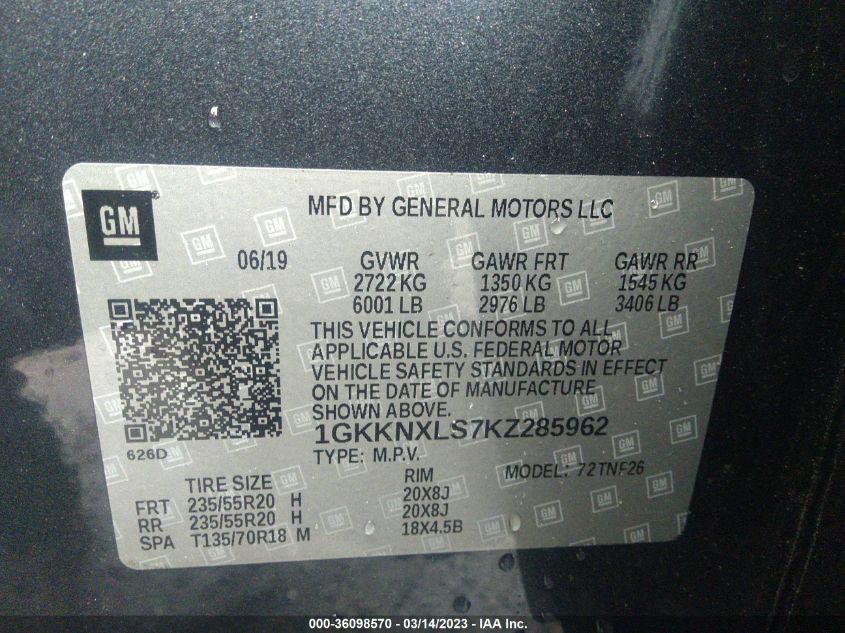 GM
MFD BY GENERAL MOTORS LLC
06/19 GVWR GAWR FRT GAWR RR
2722 KG 1350 KG 1545 KG
6001 LB 2976 LB 3406 LB
THIS VEHICLE CONFORMS TO ALL
APPLICABLE U.S. FEDERAL MOTOR
VEHICLE SAFETY STANDARDS IN EFFECT
ON THE DATE OF MANUFACTURE
SHOWN ABOVE.
1GKKNXLS7KZ285962
626D
TYPE: M.P.V. MODEL: 72TNF26
TIRE SIZE RIM
FRT 235/55R20 H 20X8J
RR 235/55R20 H 20X8J
SPA T135/70R18 M 18X4.5B
000-36098570 — 03/14/2023 - IAA Inc.